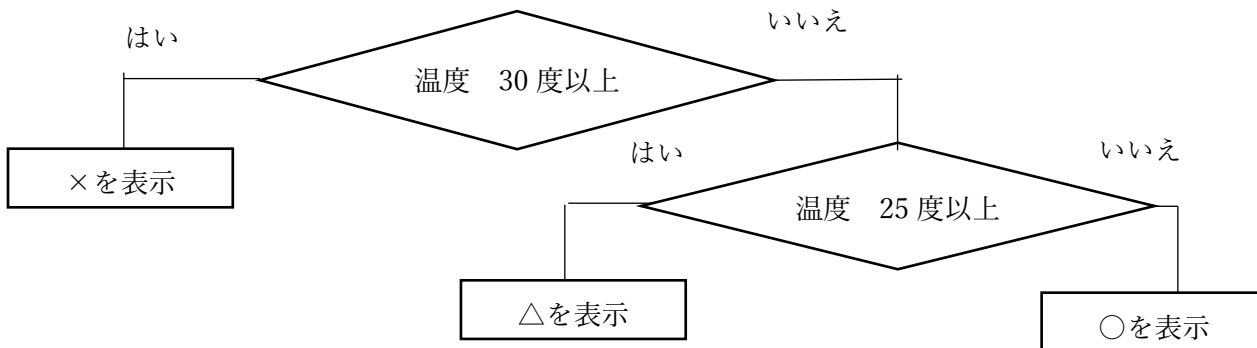 はい
いいえ
温度　30 度以上
×を表示
はい
いいえ
温度　25 度以上
△を表示
○を表示